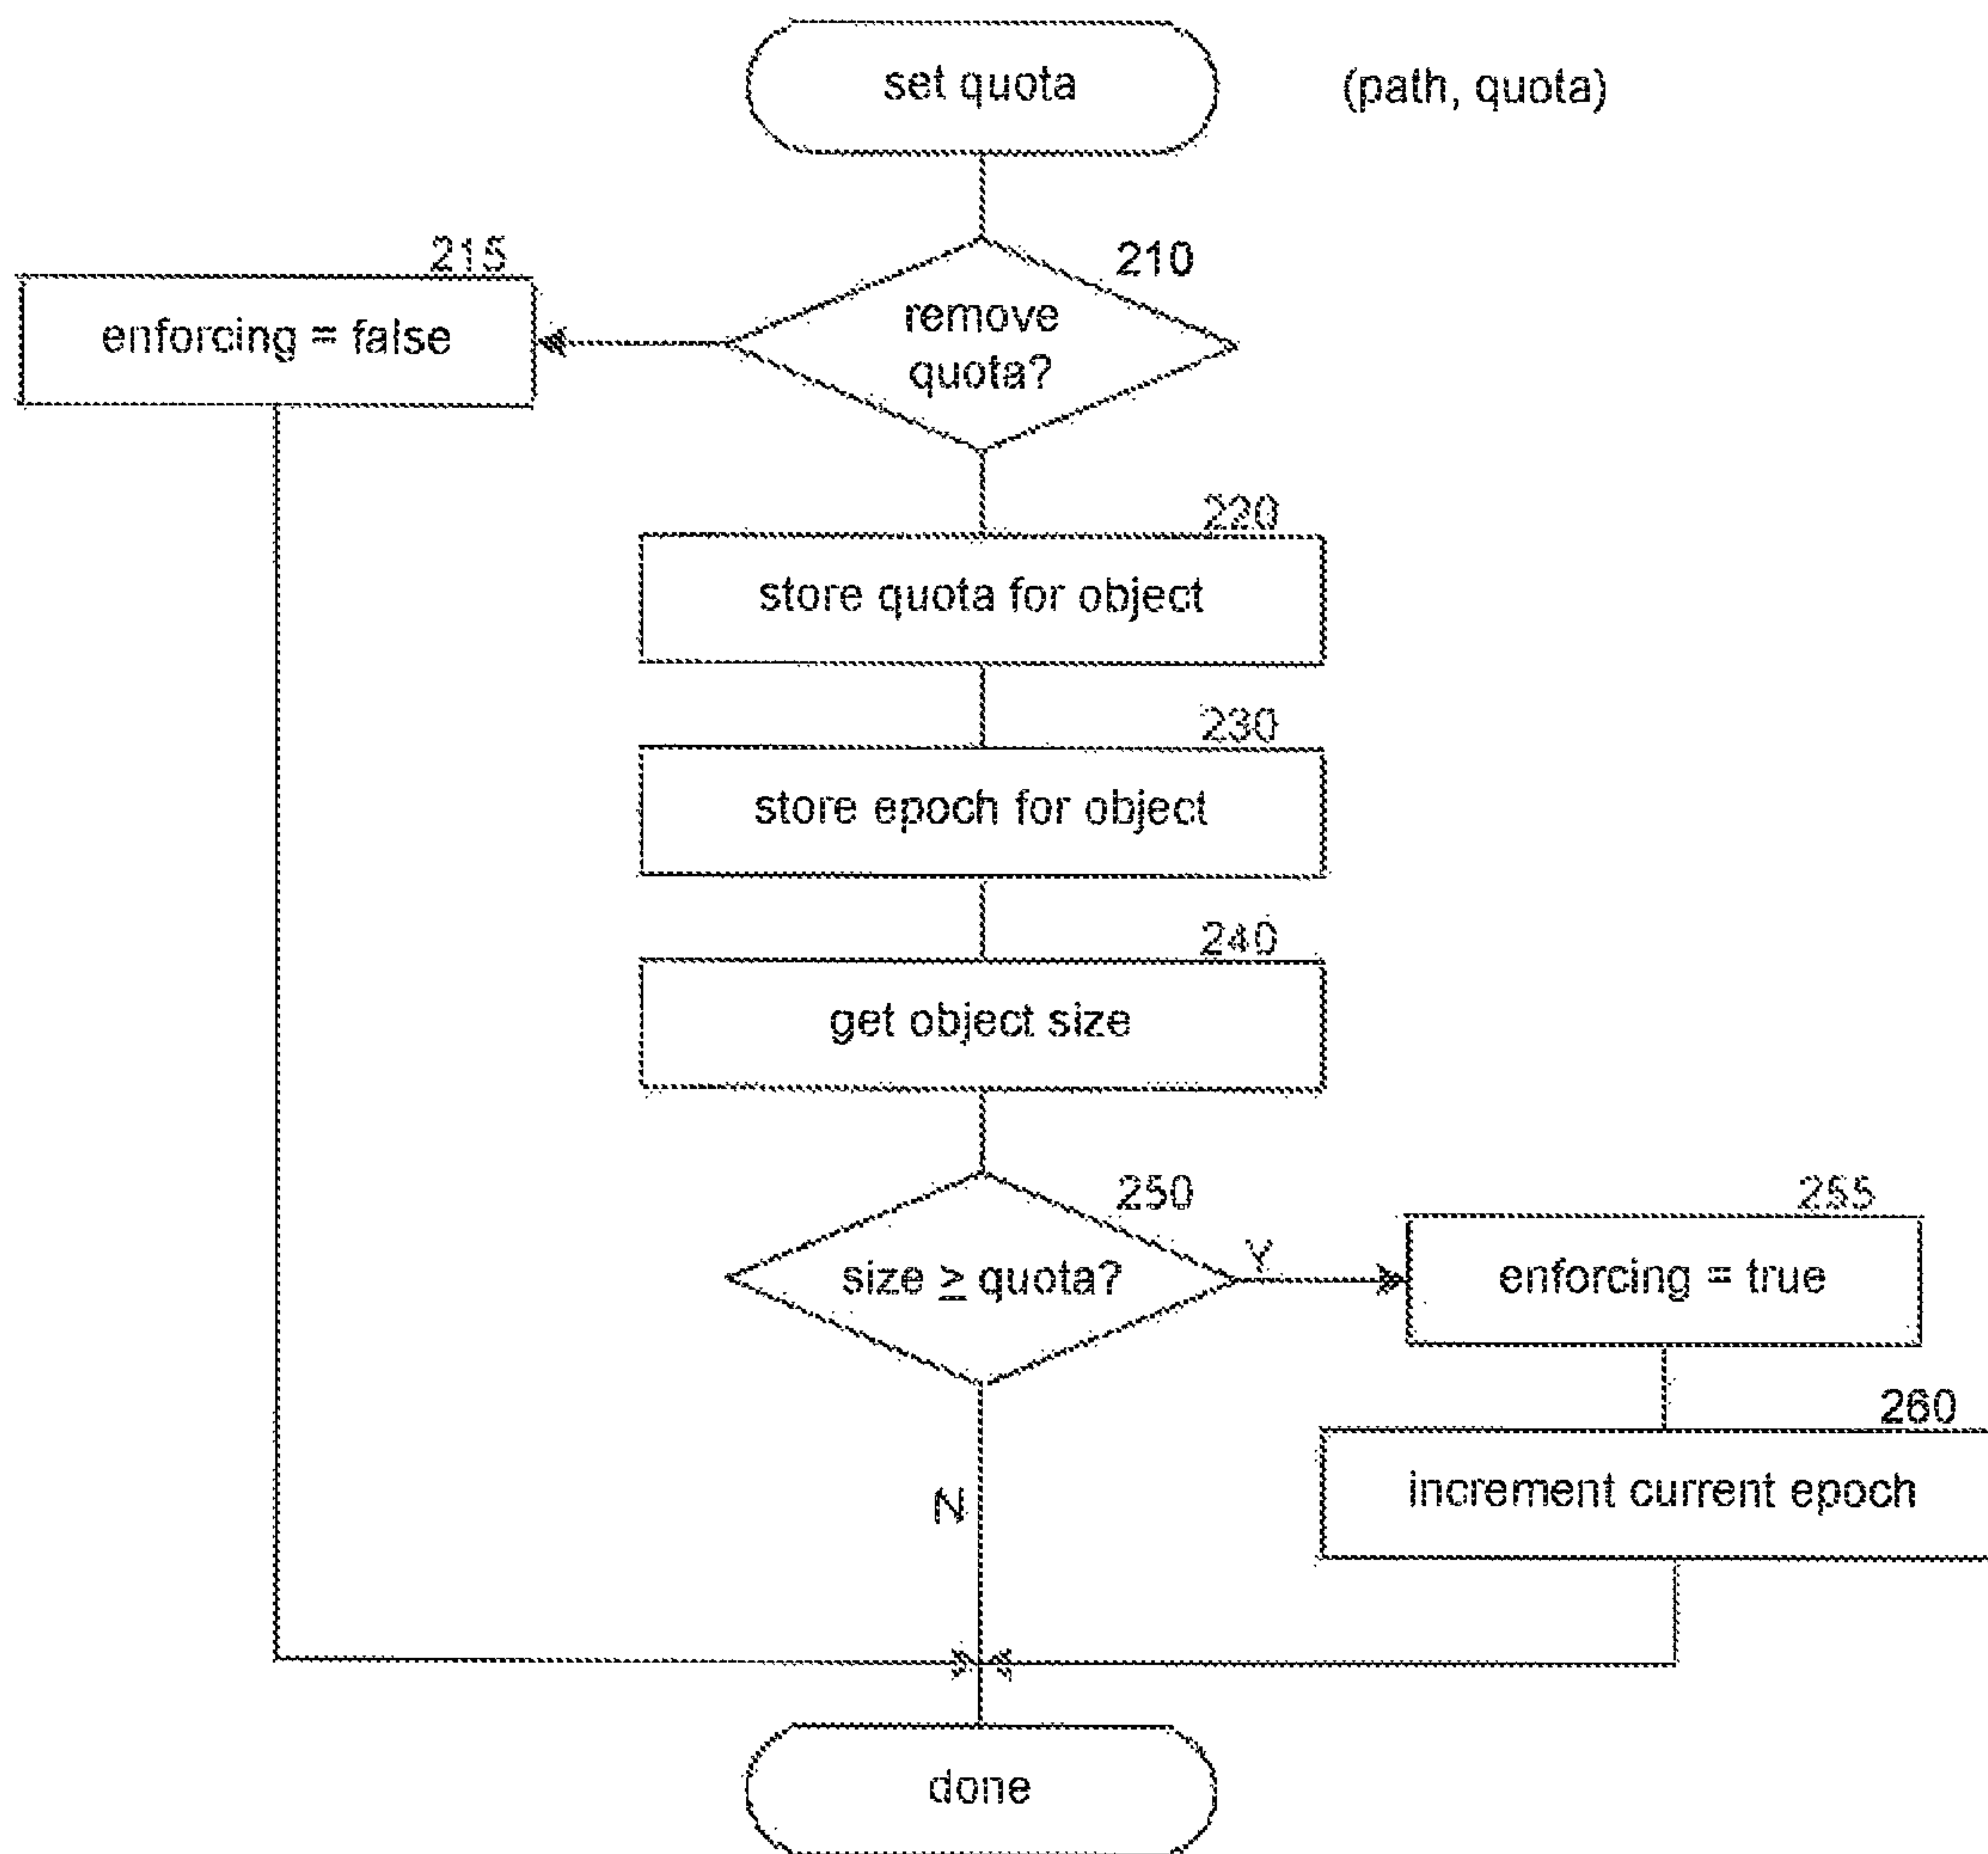 set quota
(path, quota)
215
enforcing = false
210
remove
quota?
220
store quota for object
230
store epoch for object
240
get object size
250
size ≥ quota?
Y
255
enforcing = true
260
increment current epoch
N
done